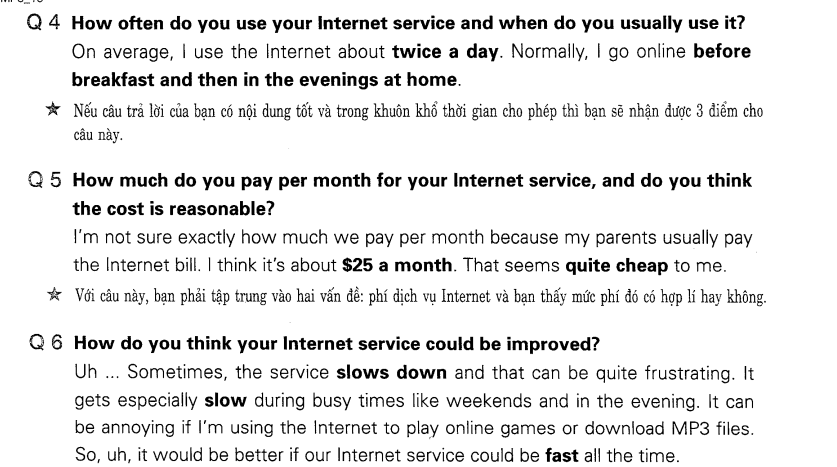 Q 4 How often do you use your Internet service and when do you usually use it?
On average, I use the Internet about twice a day. Normally, I go online before
breakfast and then in the evenings at home.
☆ Nếu câu trả lời của bạn có nội dung tốt và trong khuôn khổ thời gian cho phép thì bạn sẽ nhận được 3 điểm cho
câu này.
Q 5 How much do you pay per month for your Internet service, and do you think
the cost is reasonable?
I'm not sure exactly how much we pay per month because my parents usually pay
the Internet bill. I think it's about $25 a month. That seems quite cheap to me.
☆ Với câu này, bạn phải tập trung vào hai vấn đề: phí dịch vụ Internet và bạn thấy mức phí đó có hợp lí hay không.
Q 6 How do you think your Internet service could be improved?
Uh ... Sometimes, the service slows down and that can be quite frustrating. It
gets especially slow during busy times like weekends and in the evening. It can
be annoying if I'm using the Internet to play online games or download MP3 files.
So, uh, it would be better if our Internet service could be fast all the time.